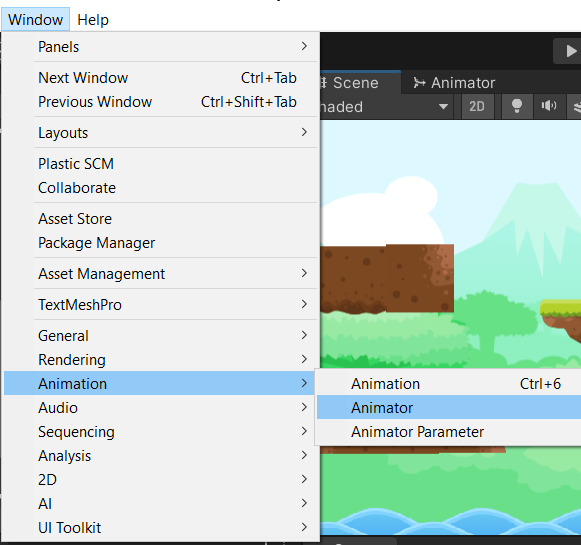 Window Help
Panels
Next Window Ctrl+Tab
Previous Window Ctrl+Shift+Tab
Layouts
Plastic SCM
Collaborate
Asset Store
Package Manager
Asset Management
TextMeshPro
General
Rendering
Animation
Audio
Sequencing
Analysis
2D
AI
UI Toolkit
Scene Animator
haded 2D
Animation Ctrl+6
Animator
Animator Parameter